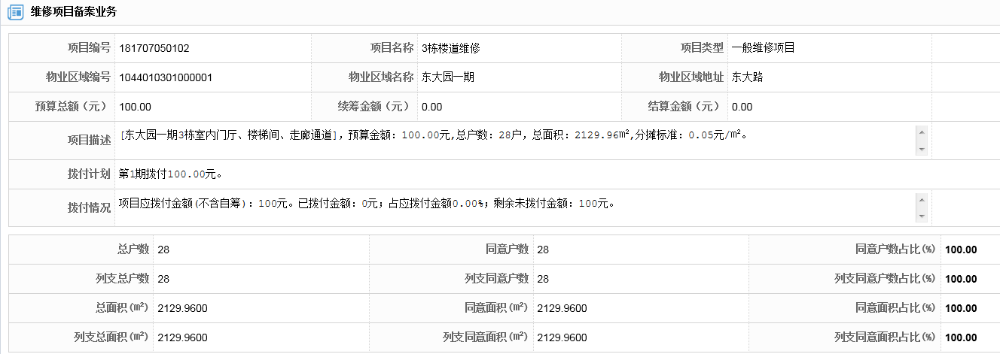 维修项目备案业务
项目编号 181707050102 项目名称 3栋楼道维修 项目类型 一般维修项目
物业区域编号 1044010301000001 物业区域名称 东大园一期 物业区域地址 东大路
预算总额（元） 100.00 续筹金额（元） 0.00 结算金额（元） 0.00
项目描述 [东大园一期3栋室内门厅、楼梯间、走廊通道]，预算金额：100.00元,总户数：28户，总面积：2129.96㎡,分摊标准：0.05元/㎡。
拨付计划 第1期拨付100.00元。
拨付情况 项目应拨付金额(不含自筹)：100元。已拨付金额：0元；占应拨付金额0.00%；剩余未拨付金额：100元。
总户数 28 同意户数 28 同意户数占比(%) 100.00
列支总户数 28 列支同意户数 28 列支同意户数占比(%) 100.00
总面积(㎡) 2129.9600 同意面积(㎡) 2129.9600 同意面积占比(%) 100.00
列支总面积(㎡) 2129.9600 列支同意面积(㎡) 2129.9600 列支同意面积占比(%) 100.00